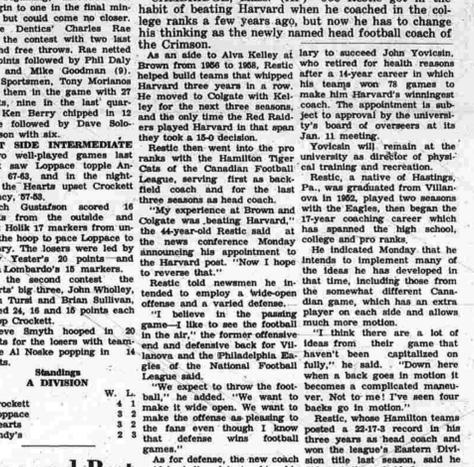 gin to one in the final min-
but could come no closer.
Dentics' Charles Rae
the contest with two last
nd free throws. Rae netted
oints followed by Phil Daly
and Mike Goodman (9).
Sportsmen, Tony Morianos
them in the game with 27
ts, nine in the last quar-
Ken Berry chipped in 12
e followed by Dave Solo-
son with six.
T SIDE INTERMEDIATE
o well-played games last
t saw Loppace topple An-
67-63, and in the night-
the Hearts upset Crockett
cy, 57-53.
ch Gustafson scored 16
ts from the outside and
Holik 17 markers from un-
the hoop to pace Loppace to
ry. The losers were led by
Yester's 20 points and
Lombardo's 15 markers.
the second contest the
rts' big three, John Wholley,
Tursi and Brian Sullivan,
ed 24, 16 and 15 points each
p Crockett.
eve Smyth hooped in 20
ts for the losers with team-
e Al Noske popping in 14
ts.
Standings
A DIVISION
W. L.
rockett 4 1
oppace 3 2
earts 3 2
ndy's 2 3
habit of beating Harvard when he coached in the col-
lege ranks a few years ago, but now he has to change
his thinking as the newly named head football coach of
the Crimson.
As an side to Alva Kelley at
Brown from 1956 to 1958, Restic
helped build teams that whipped
Harvard three years in a row.
He moved to Colgate with Kel-
ley for the next three seasons,
and the only time the Red Raid-
ers played Harvard in that span
they took a 15-0 decision.
Restic then went into the pro
ranks with the Hamilton Tiger
Cats of the Canadian Football
League, serving first as back-
field coach and for the last
three seasons as head coach.
"My experience at Brown and
Colgate was beating Harvard,"
the 44-year-old Restic said at
the news conference Monday
announcing his appointment to
the Harvard post. "Now I hope
to reverse that."
Restic told newsmen he in-
tended to employ a wide-open
offense and a varied defense.
"I believe in the passing
game—I like to see the football
in the air," the former offensive
end and defensive back for Vil-
lanova and the Philadelphia Ea-
gles of the National Football
League said.
"We expect to throw the foot-
ball," he added. "We want to
make it wide open. We want to
make the offense as pleasing to
the fans even though I know
that defense wins football
games."
As for defense, the new coach
lary to succeed John Yovicsin,
who retired for health reasons
after a 14-year career in which
his teams won 78 games to
make him Harvard's winningest
coach. The appointment is sub-
ject to approval by the universi-
ty's board of overseers at its
Jan. 11 meeting.
Yovicsin will remain at the
university as director of physi-
cal training and recreation.
Restic, a native of Hastings,
Pa., was graduated from Villan-
ova in 1952, played two seasons
with the Eagles, then began the
17-year coaching career which
has spanned the high school,
college and pro ranks.
He indicated Monday that he
intends to implement many of
the ideas he has developed in
that time, including those from
the somewhat different Cana-
dian game, which has an extra
player on each side and allows
much more motion.
"I think there are a lot of
ideas from their game that
haven't been capitalized on
fully," he said. "Down here
when a back goes in motion it
becomes a complicated maneu-
ver. Not to me! I've seen four
backs go in motion."
Restic, whose Hamilton teams
posted a 22-17-3 record in his
three years as head coach and
won the league's Eastern Divi-
sion title last season, said he